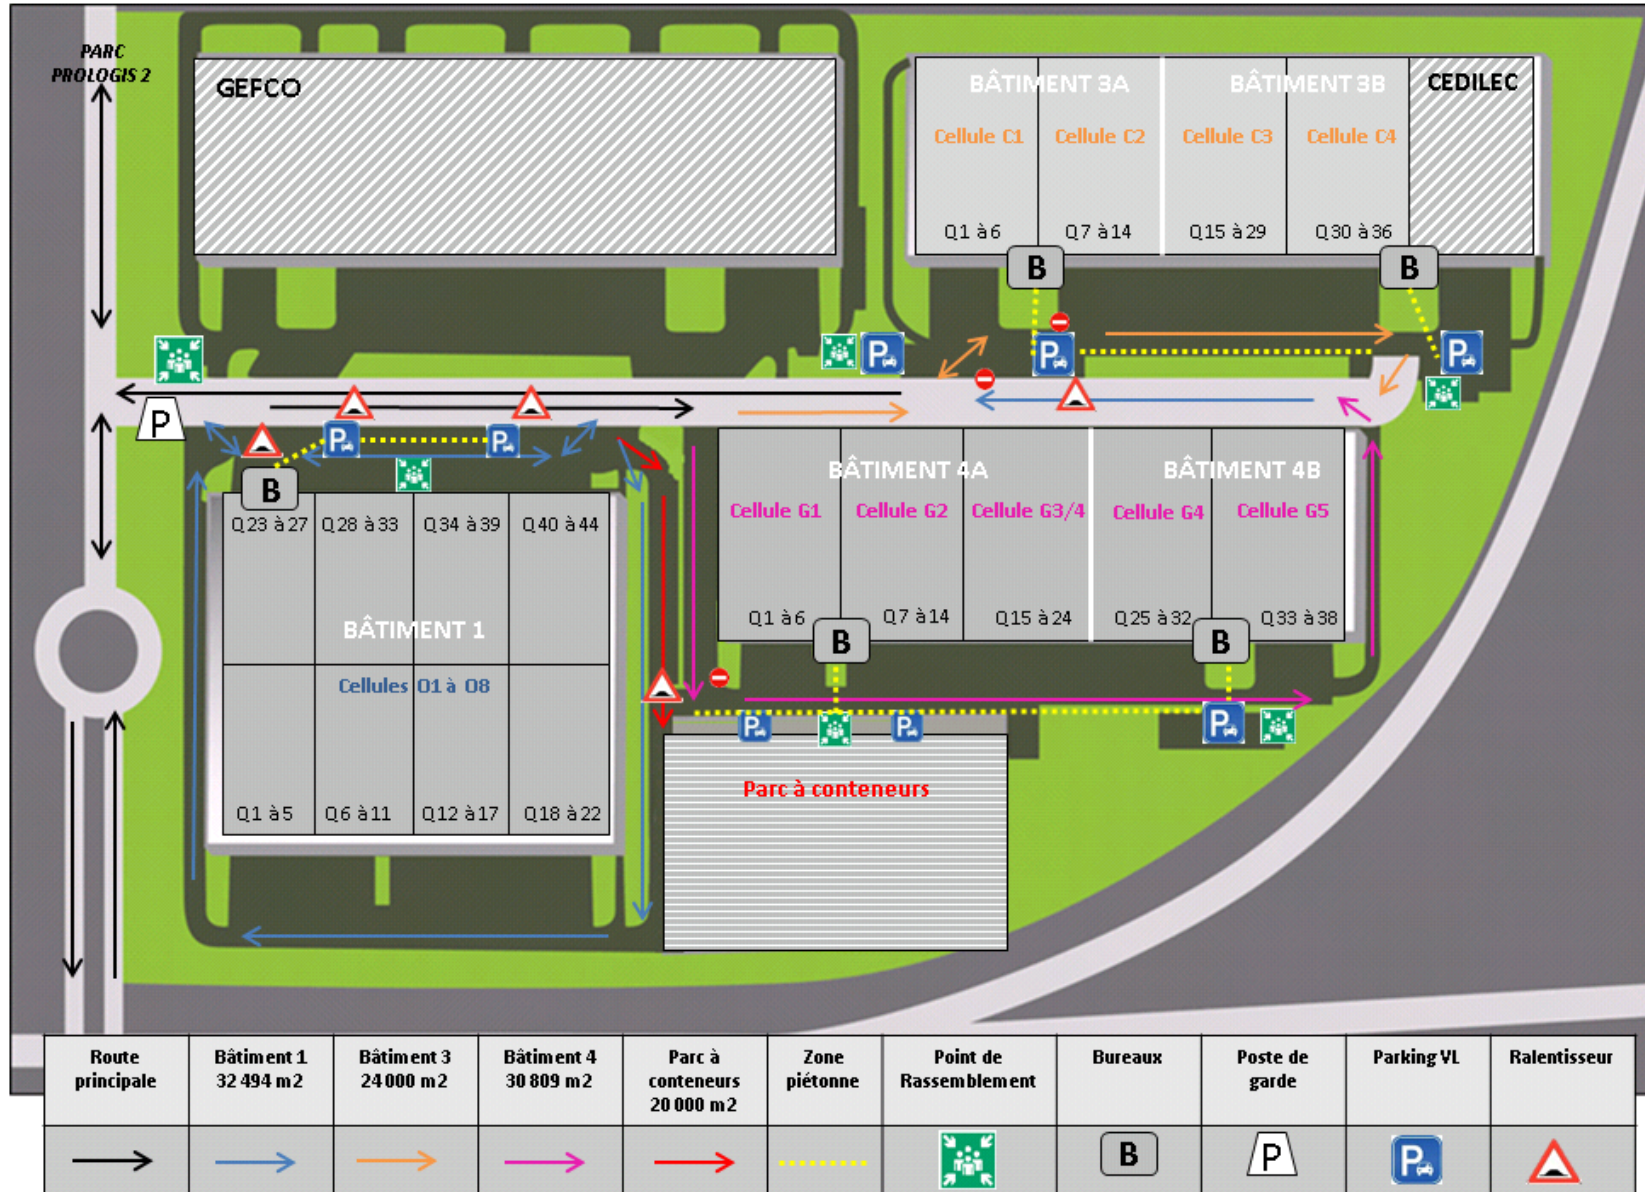 PARC
PROLOGIS 2
GEFCO
BÂTIMENT 3A
BÂTIMENT 3B
CEDILEC
Cellule C1
Cellule C2
Cellule C3
Cellule C4
Q1 à 6
Q7 à 14
Q15 à 29
Q30 à 36
B
B
P
P
P
P
P
P
B
BÂTIMENT 4A
BÂTIMENT 4B
Cellule G1
Cellule G2
Cellule G3/4
Cellule G4
Cellule G5
Q23 à 27
Q28 à 33
Q34 à 39
Q40 à 44
Q1 à 6
Q7 à 14
Q15 à 24
Q25 à 32
Q33 à 38
BÂTIMENT 1
B
B
Cellules O1 à O8
P
P
P
Parc à conteneurs
Q1 à 5
Q6 à 11
Q12 à 17
Q18 à 22
Route
principale
Bâtiment 1
32 494 m2
Bâtiment 3
24 000 m2
Bâtiment 4
30 809 m2
Parc à
conteneurs
20 000 m2
Zone
piétonne
Point de
Rassemblement
Bureaux
Poste de
garde
Parking VL
Ralentisseur
B
P
P